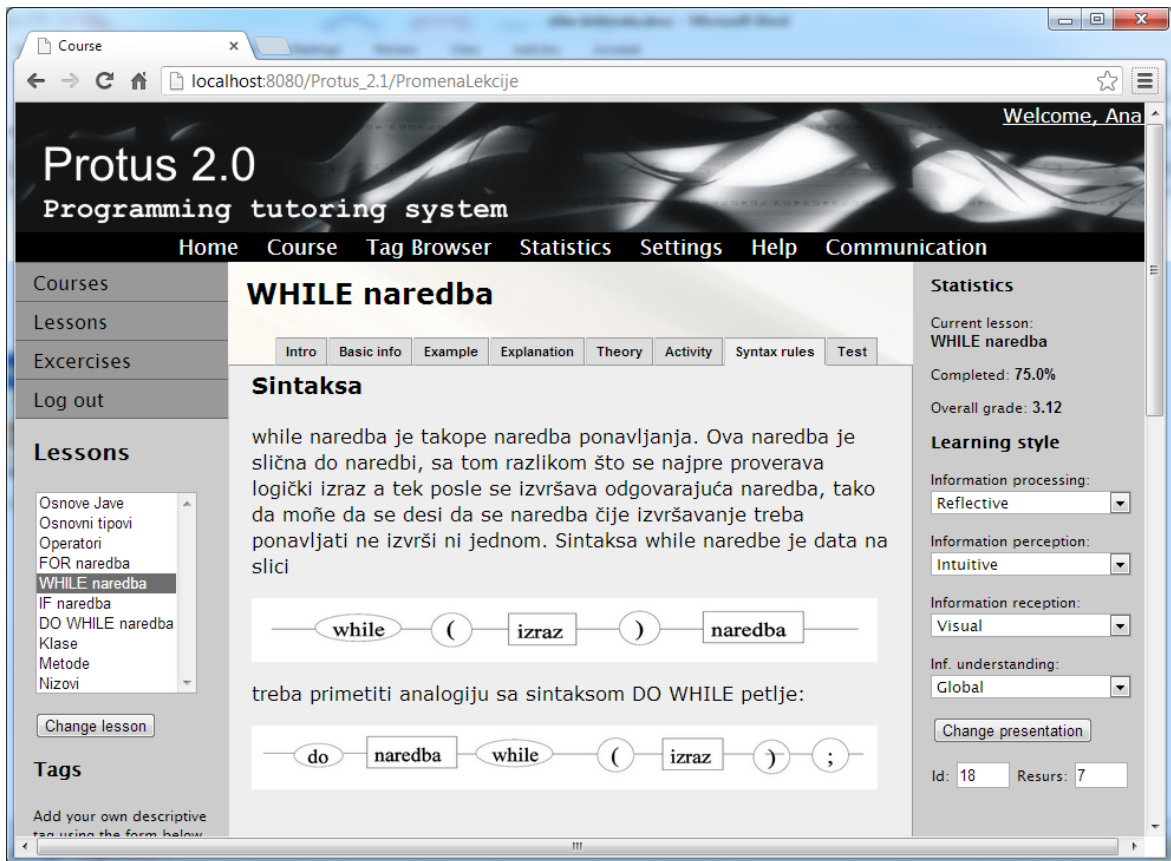 Course
localhost:8080/Protus_2.1/PromenaLekcije
Welcome, Ana
Protus 2.0
Programming tutoring system
Home Course Tag Browser Statistics Settings Help Communication
Courses
Lessons
Excercises
Log out
Lessons
Osnove Jave
Osnovni tipovi
Operatori
FOR naredba
WHILE naredba
IF naredba
DO WHILE naredba
Klase
Metode
Nizovi
Change lesson
Tags
Add your own descriptive
tag using the form below
WHILE naredba
Intro Basic info Example Explanation Theory Activity Syntax rules Test
Sintaksa
while naredba je takope naredba ponavljanja. Ova naredba je
slična do naredbi, sa tom razlikom što se najpre proverava
logički izraz a tek posle se izvršava odgovarajuća naredba, tako
da moñe da se desi da se naredba čije izvršavanje treba
ponavljati ne izvrši ni jednom. Sintaksa while naredbe je data na
slici
while ( izraz ) naredba
treba primetiti analogiju sa sintaksom DO WHILE petlje:
do naredba while ( izraz ) ;
Statistics
Current lesson:
WHILE naredba
Completed: 75.0%
Overall grade: 3.12
Learning style
Information processing:
Reflective
Information perception:
Intuitive
Information reception:
Visual
Inf. understanding:
Global
Change presentation
Id: 18 Resurs: 7